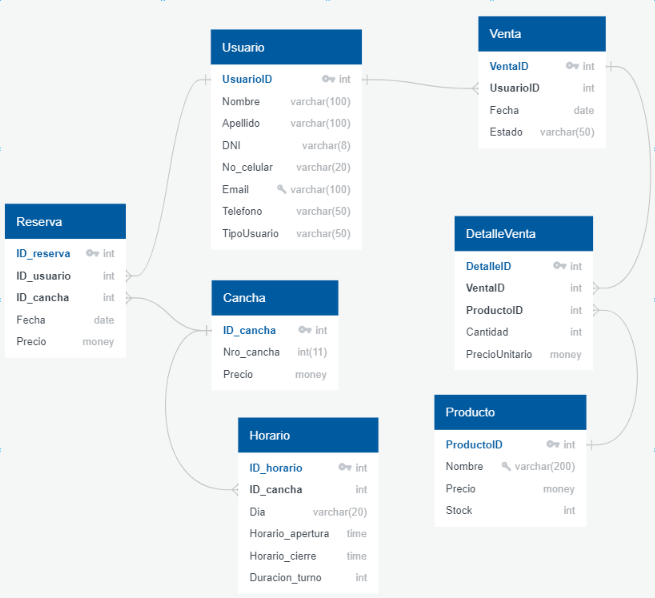 Usuario
UsuarioID int
Nombre varchar(100)
Apellido varchar(100)
DNI varchar(8)
No_celular varchar(20)
Email varchar(100)
Telefono varchar(50)
TipoUsuario varchar(50)
Venta
VentaID int
UsuarioID int
Fecha date
Estado varchar(50)
Reserva
ID_reserva int
ID_usuario int
ID_cancha int
Fecha date
Precio money
Cancha
ID_cancha int
Nro_cancha int(11)
Precio money
DetalleVenta
DetalleID int
VentaID int
ProductoID int
Cantidad int
PrecioUnitario money
Horario
ID_horario int
ID_cancha int
Dia varchar(20)
Horario_apertura time
Horario_cierre time
Duracion_turno int
Producto
ProductoID int
Nombre varchar(200)
Precio money
Stock int